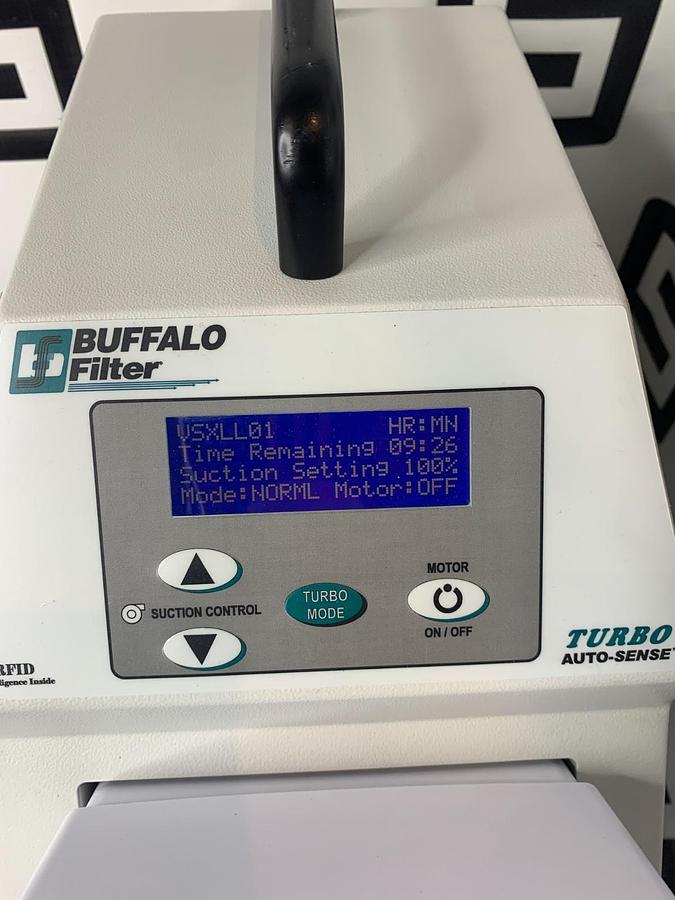 BUFFALO
Filter
VSXLL01 HR:MN
Time Remaining 09:26
Suction Setting 100%
Mode:NORML Motor:OFF
MOTOR
TURBO
MODE
SUCTION CONTROL
ON / OFF
TURBO
AUTO-SENSE
RFID